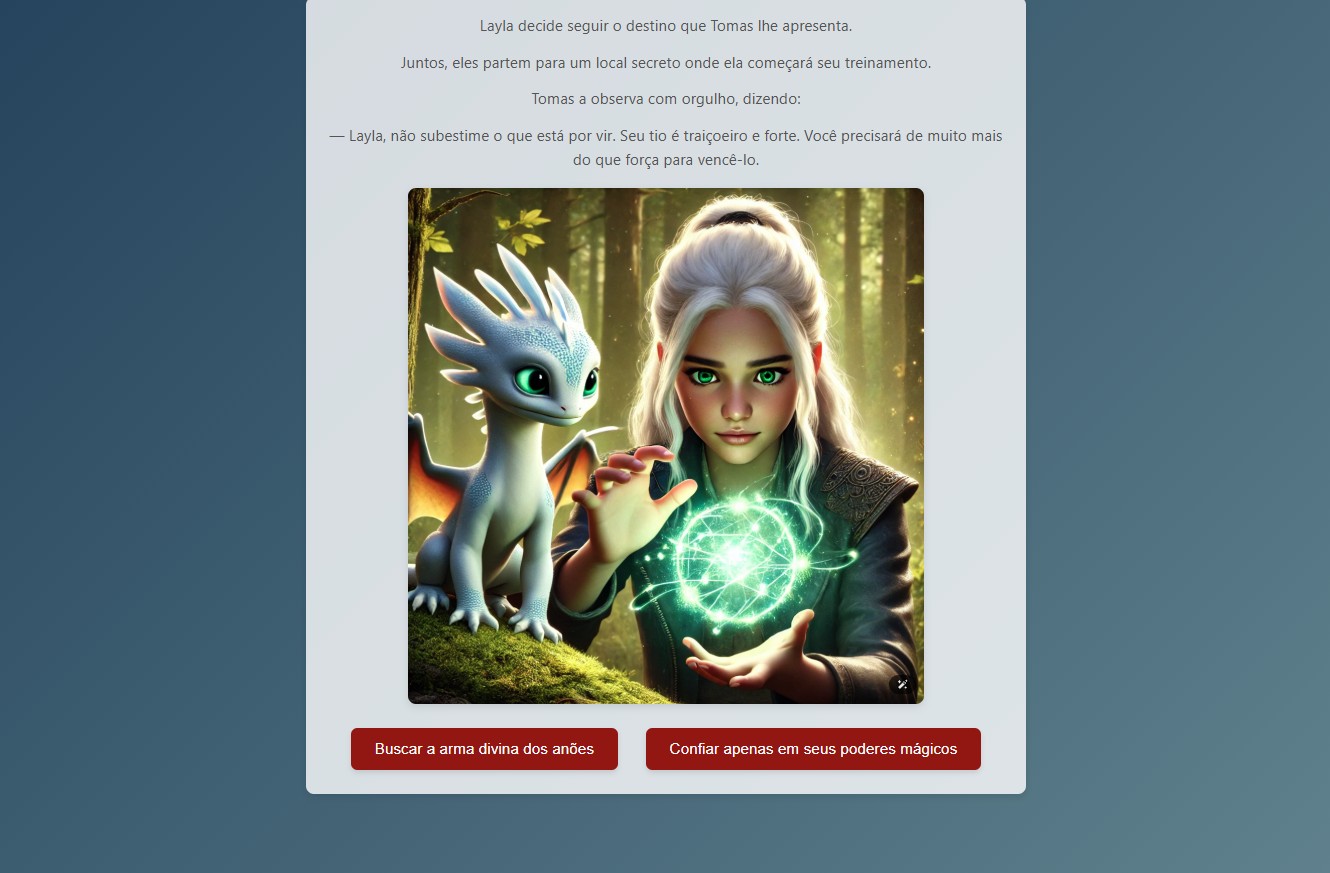 Layla decide seguir o destino que Tomas lhe apresenta.
Juntos, eles partem para um local secreto onde ela começará seu treinamento.
Tomas a observa com orgulho, dizendo:
— Layla, não subestime o que está por vir. Seu tio é traiçoeiro e forte. Você precisará de muito mais
do que força para vencê-lo.
Buscar a arma divina dos anões
Confiar apenas em seus poderes mágicos